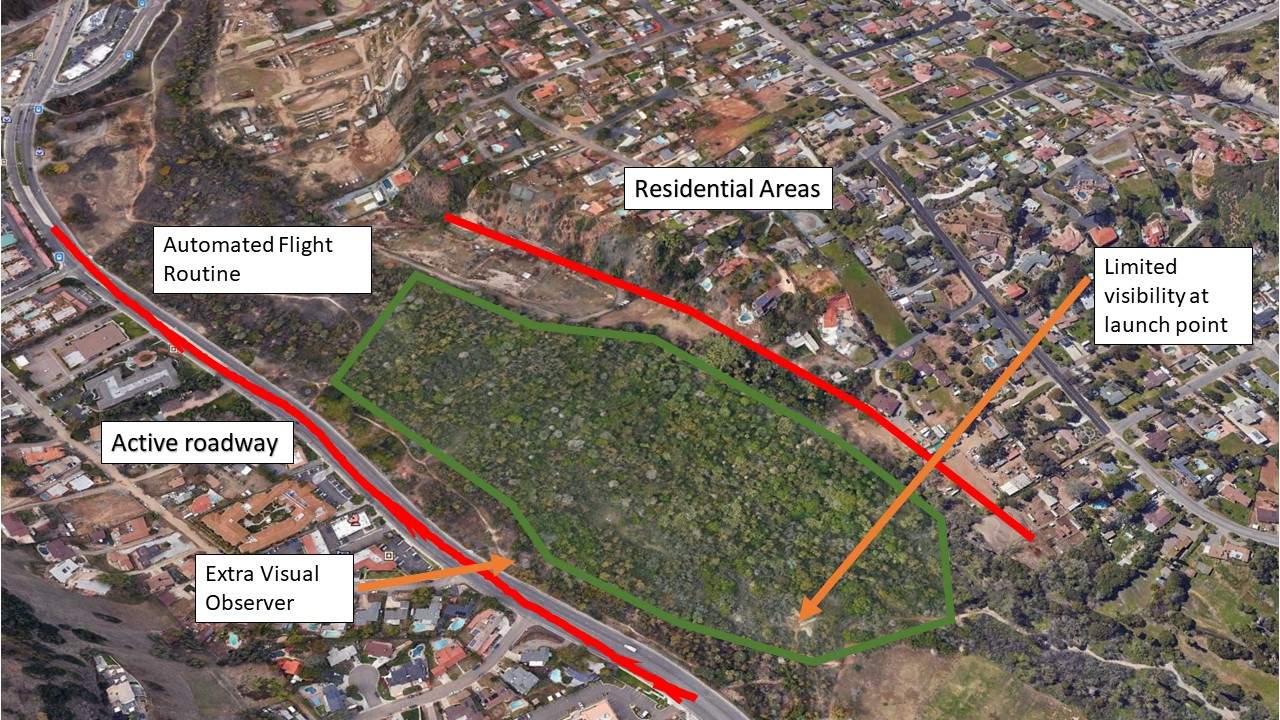 Residential Areas
Automated Flight
Routine
Limited
visibility at
launch point
Active roadway
Extra Visual
Observer